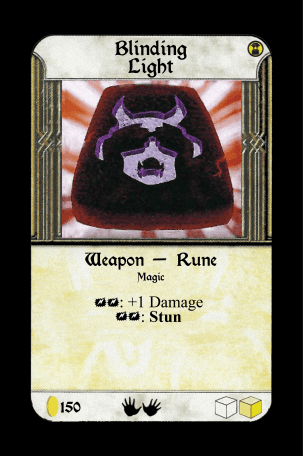 Blinding
Light
Weapon — Rune
Magic
: +1 Damage
: Stun
150